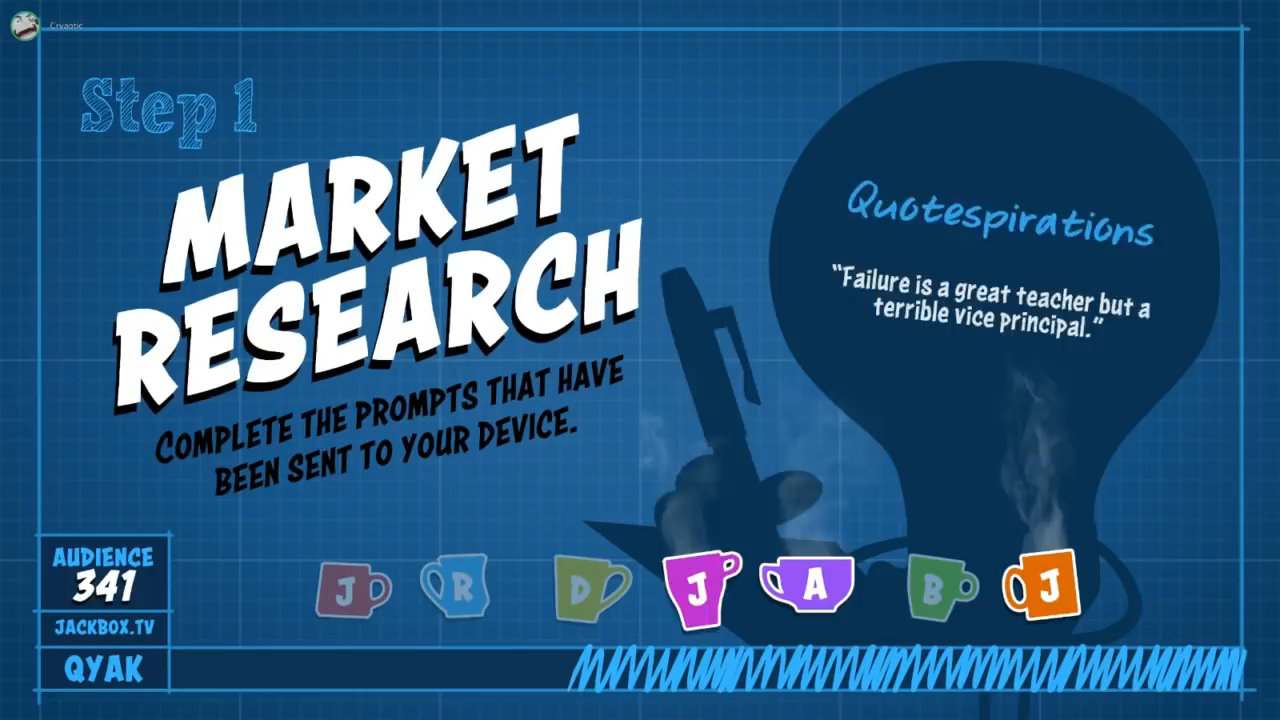 Cryaotic
Step 1
MARKET
RESEARCH
COMPLETE THE PROMPTS THAT HAVE
BEEN SENT TO YOUR DEVICE.
Quotespirations
“Failure is a great teacher but a
terrible vice principal.”
J R D J A B J
AUDIENCE
341
JACKBOX.TV
QYAK